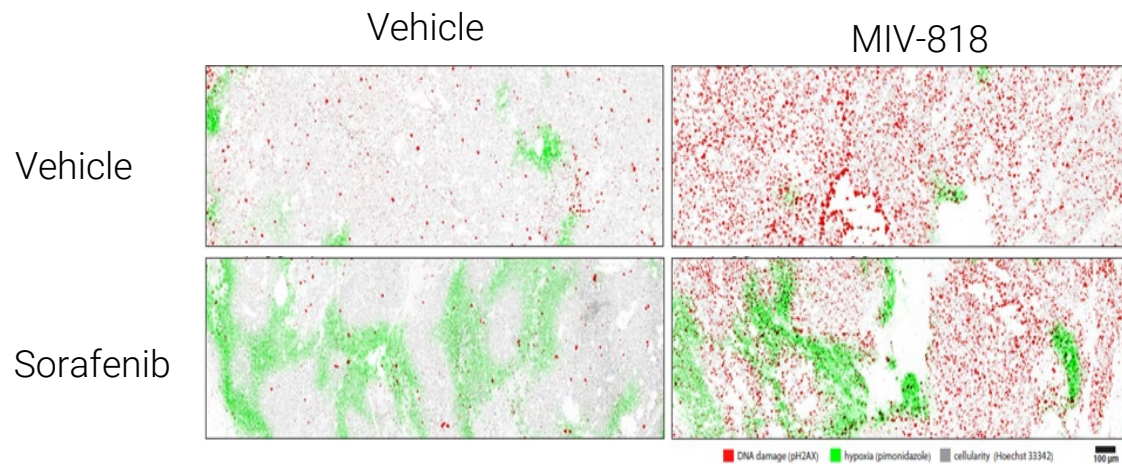 Vehicle
MIV-818
Vehicle
Sorafenib
DNA damage (pH2AX) hypoxia (pimonidazole) cellularity (Hoechst 33342) 100 µm